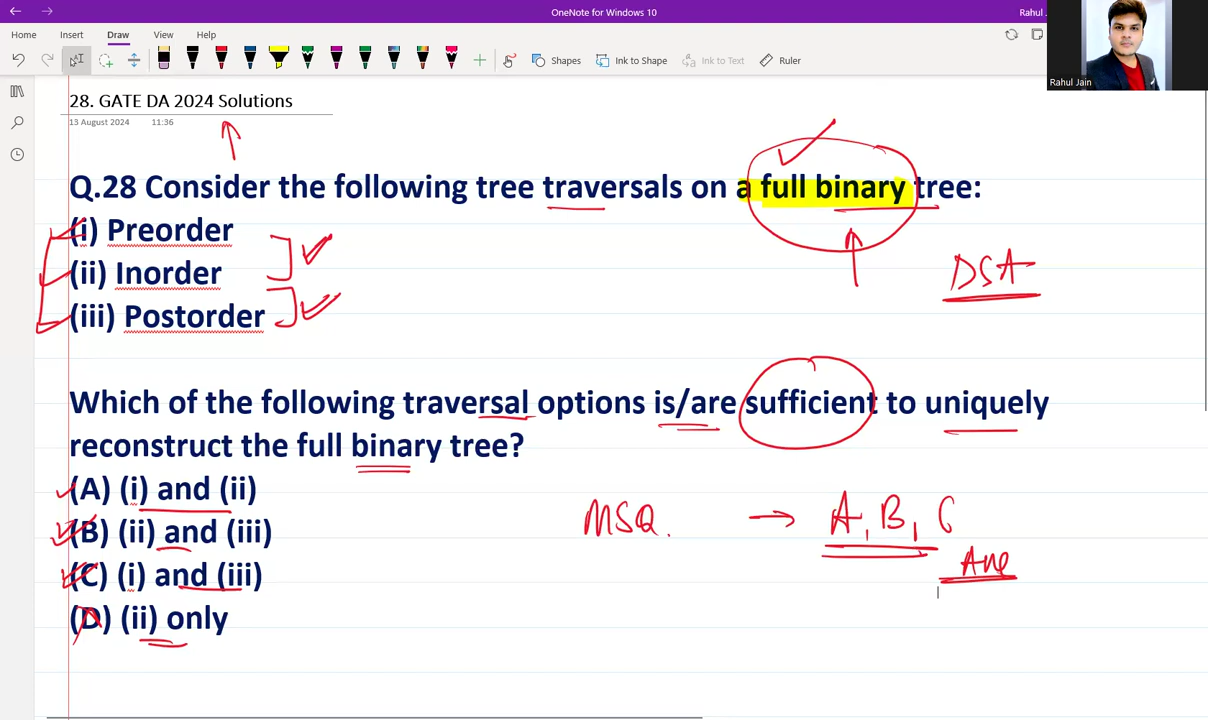 OneNote for Windows 10
Rahul J
Home Insert Draw View Help
Shapes Ink to Shape Ink to Text Ruler
Rahul Jain
28. GATE DA 2024 Solutions
13 August 2024 11:36
Q.28 Consider the following tree traversals on a full binary tree:
(i) Preorder
(ii) Inorder
(iii) Postorder
DSA
Which of the following traversal options is/are sufficient to uniquely
reconstruct the full binary tree?
(A) (i) and (ii)
(B) (ii) and (iii)
(C) (i) and (iii)
(D) (ii) only
MSQ. → A, B, C
Ans